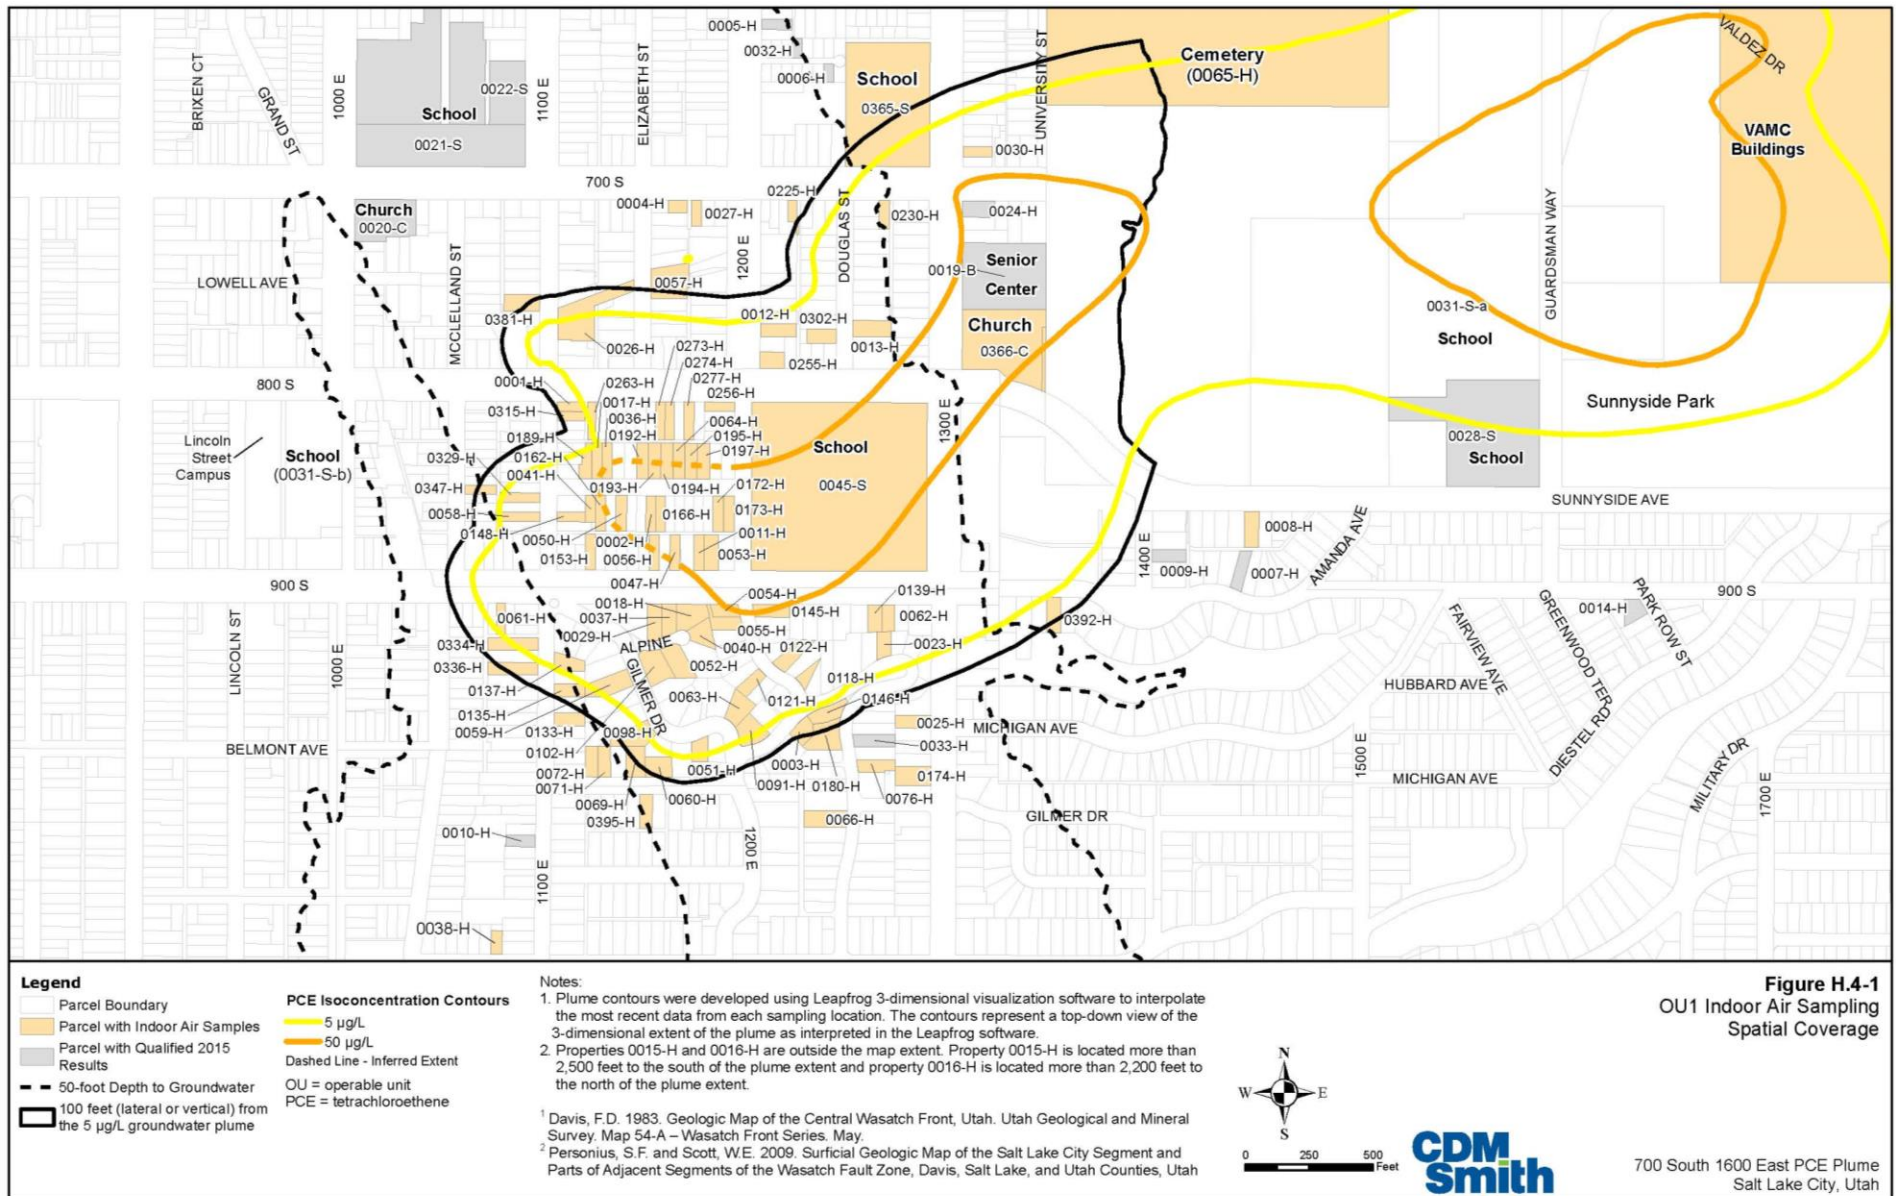 0005-H
0032-H
0006-H
BRIXEN CT
GRAND ST
1000 E
0022-S
School
0021-S
1100 E
ELIZABETH ST
School
0365-S
UNIVERSITY ST
Cemetery
(0065-H)
VALDEZ DR
VAMC
Buildings
0030-H
700 S
0225-H
0004-H
0027-H
DOUGLAS ST
0230-H
0024-H
Church
0020-C
MCCLELLAND ST
1200 E
GUARDSMAN WAY
LOWELL AVE
0057-H
0019-B
Senior
Center
0031-S-a
School
0381-H
0012-H
0302-H
0013-H
Church
0366-C
0026-H
0273-H
0274-H
0255-H
800 S
0001-H
0263-H
0277-H
0017-H
0256-H
0315-H
0036-H
0064-H
Sunnyside Park
0189-H
0192-H
0195-H
1300 E
0028-S
School
Lincoln
Street
Campus
School
(0031-S-b)
0329-H
0162-H
0197-H
School
0045-S
0041-H
0347-H
0193-H
0194-H
0172-H
0058-H
0166-H
0173-H
SUNNYSIDE AVE
0148-H
0050-H
0002-H
0011-H
0008-H
0153-H
0056-H
0053-H
1400 E
AMANDA AVE
0009-H
0007-H
0047-H
900 S
0054-H
0139-H
900 S
PARK ROW ST
0018-H
0145-H
0014-H
GREENWOOD TER
FAIRVIEW AVE
LINCOLN ST
0061-H
0037-H
0062-H
0392-H
0029-H
0055-H
0334-H
ALPINE
0040-H
0122-H
0023-H
1000 E
0336-H
GILMER DR
0052-H
0118-H
HUBBARD AVE
0137-H
0063-H
0121-H
0146-H
0135-H
0025-H
MICHIGAN AVE
0059-H
0133-H
0098-H
0033-H
DIESTEL RD
BELMONT AVE
0102-H
1500 E
MILITARY DR
0072-H
0051-H
0003-H
0174-H
MICHIGAN AVE
1700 E
0071-H
0091-H
0180-H
0076-H
0069-H
0060-H
0395-H
0066-H
GILMER DR
0010-H
1200 E
1100 E
0038-H
Legend
Parcel Boundary
Parcel with Indoor Air Samples
Parcel with Qualified 2015
Results
50-foot Depth to Groundwater
100 feet (lateral or vertical) from
the 5 µg/L groundwater plume
PCE Isoconcentration Contours
5 µg/L
50 µg/L
Dashed Line - Inferred Extent
OU = operable unit
PCE = tetrachloroethene
Notes:
1. Plume contours were developed using Leapfrog 3-dimensional visualization software to interpolate
the most recent data from each sampling location. The contours represent a top-down view of the
3-dimensional extent of the plume as interpreted in the Leapfrog software.
2. Properties 0015-H and 0016-H are outside the map extent. Property 0015-H is located more than
2,500 feet to the south of the plume extent and property 0016-H is located more than 2,200 feet to
the north of the plume extent.
1 Davis, F.D. 1983. Geologic Map of the Central Wasatch Front, Utah. Utah Geological and Mineral
Survey. Map 54-A – Wasatch Front Series. May.
2 Personius, S.F. and Scott, W.E. 2009. Surficial Geologic Map of the Salt Lake City Segment and
Parts of Adjacent Segments of the Wasatch Fault Zone, Davis, Salt Lake, and Utah Counties, Utah
N
W E
S
0 250 500
Feet
CDM
Smith
Figure H.4-1
OU1 Indoor Air Sampling
Spatial Coverage
700 South 1600 East PCE Plume
Salt Lake City, Utah